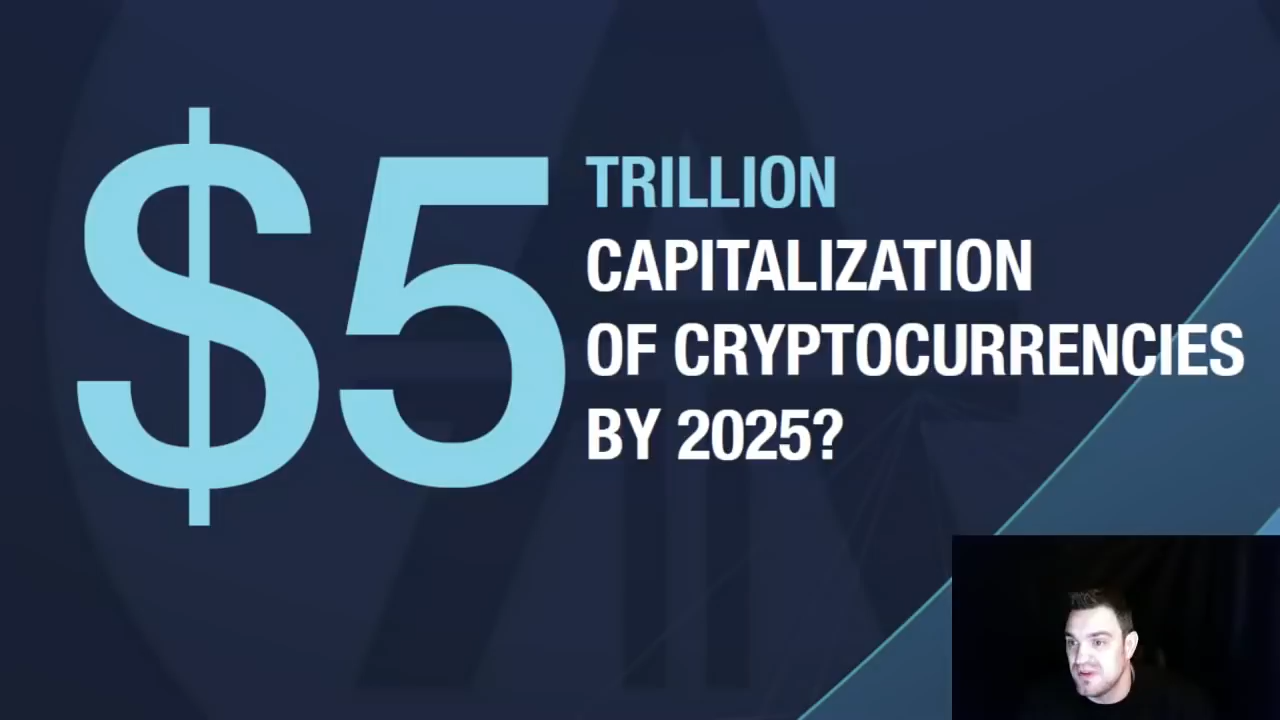 $5
TRILLION
CAPITALIZATION
OF CRYPTOCURRENCIES
BY 2025?